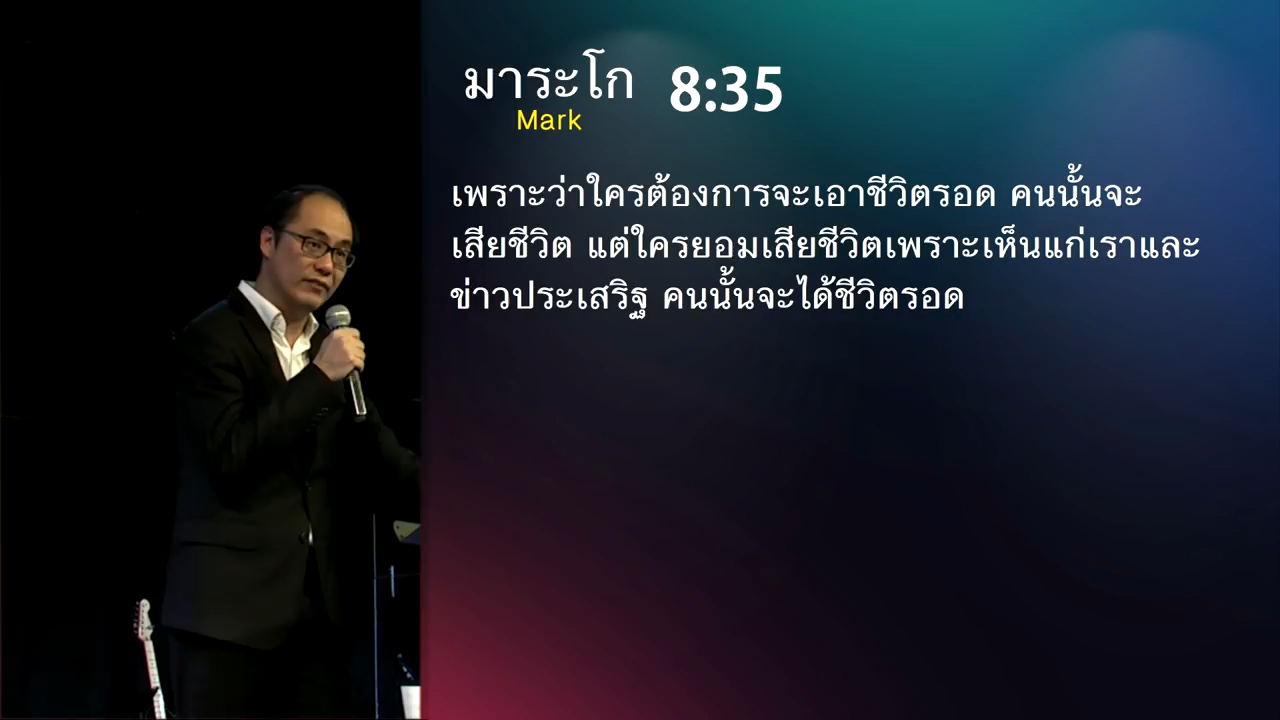 มาระโก 8:35
Mark
เพราะว่าใครต้องการจะเอาชีวิตรอด คนนั้นจะ
เสียชีวิต แต่ใครยอมเสียชีวิตเพราะเห็นแก่เราและ
ข่าวประเสริฐ คนนั้นจะได้ชีวิตรอด